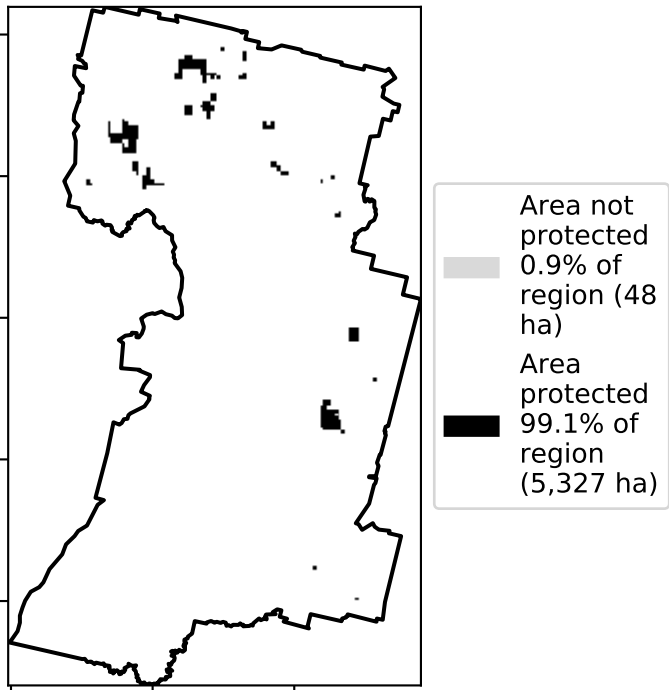 Area not
protected
0.9% of
region (48
ha)
Area
protected
99.1% of
region
(5,327 ha)